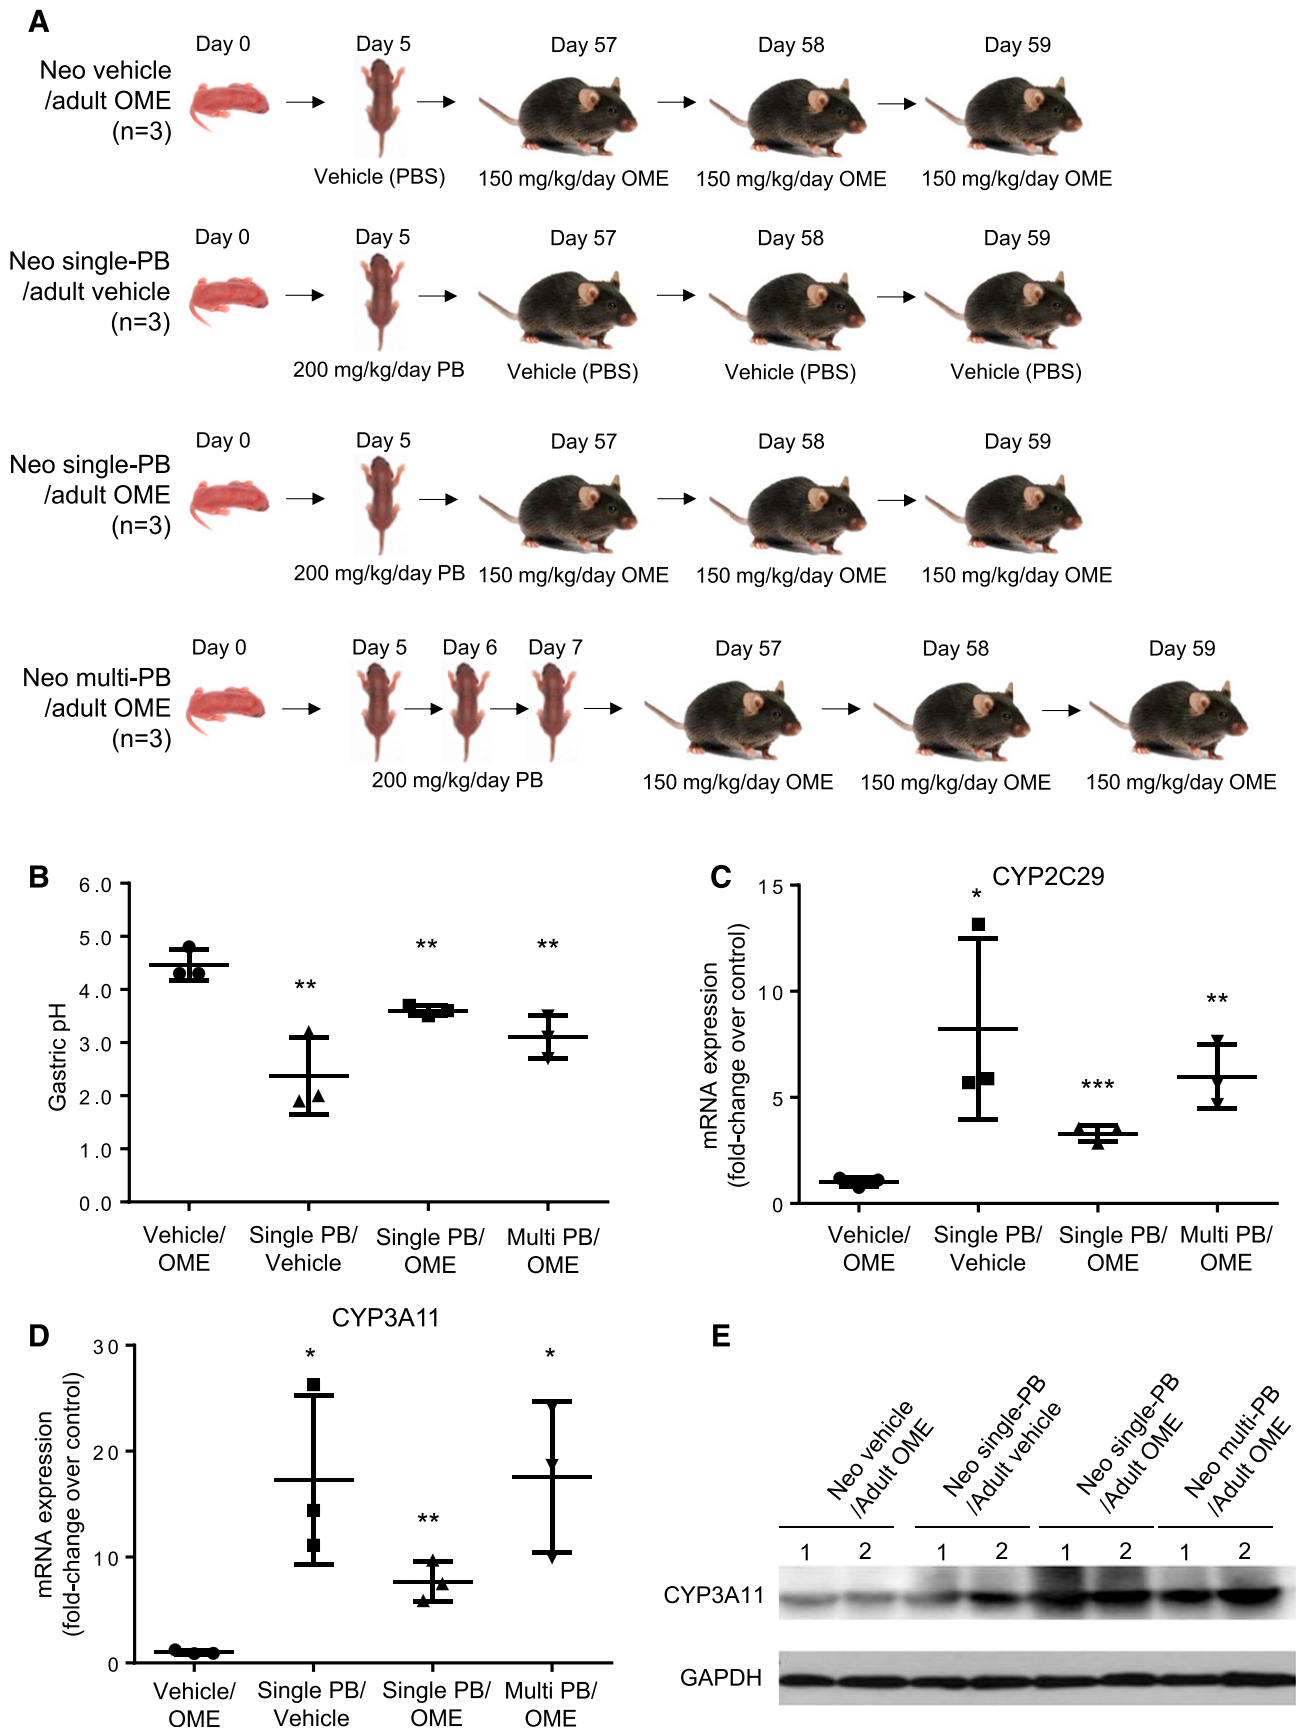 A
Neo vehicle
/adult OME
(n=3)
Day 0
Day 5
Day 57
Day 58
Day 59
Vehicle (PBS)
150 mg/kg/day OME
150 mg/kg/day OME
150 mg/kg/day OME
Neo single-PB
/adult vehicle
(n=3)
Day 0
Day 5
Day 57
Day 58
Day 59
200 mg/kg/day PB
Vehicle (PBS)
Vehicle (PBS)
Vehicle (PBS)
Neo single-PB
/adult OME
(n=3)
Day 0
Day 5
Day 57
Day 58
Day 59
200 mg/kg/day PB
150 mg/kg/day OME
150 mg/kg/day OME
150 mg/kg/day OME
Neo multi-PB
/adult OME
(n=3)
Day 0
Day 5
Day 6
Day 7
Day 57
Day 58
Day 59
200 mg/kg/day PB
150 mg/kg/day OME
150 mg/kg/day OME
150 mg/kg/day OME
B
Gastric pH
6.0
5.0
4.0
3.0
2.0
1.0
0.0
**
**
**
Vehicle/
OME
Single PB/
Vehicle
Single PB/
OME
Multi PB/
OME
C
CYP2C29
mRNA expression
(fold-change over control)
15
10
5
0
*
***
**
Vehicle/
OME
Single PB/
Vehicle
Single PB/
OME
Multi PB/
OME
D
CYP3A11
mRNA expression
(fold-change over control)
30
20
10
0
*
**
*
Vehicle/
OME
Single PB/
Vehicle
Single PB/
OME
Multi PB/
OME
E
Neo vehicle
/Adult OME
Neo single-PB
/Adult vehicle
Neo single-PB
/Adult OME
Neo multi-PB
/Adult OME
1 2 1 2 1 2 1 2
CYP3A11
GAPDH